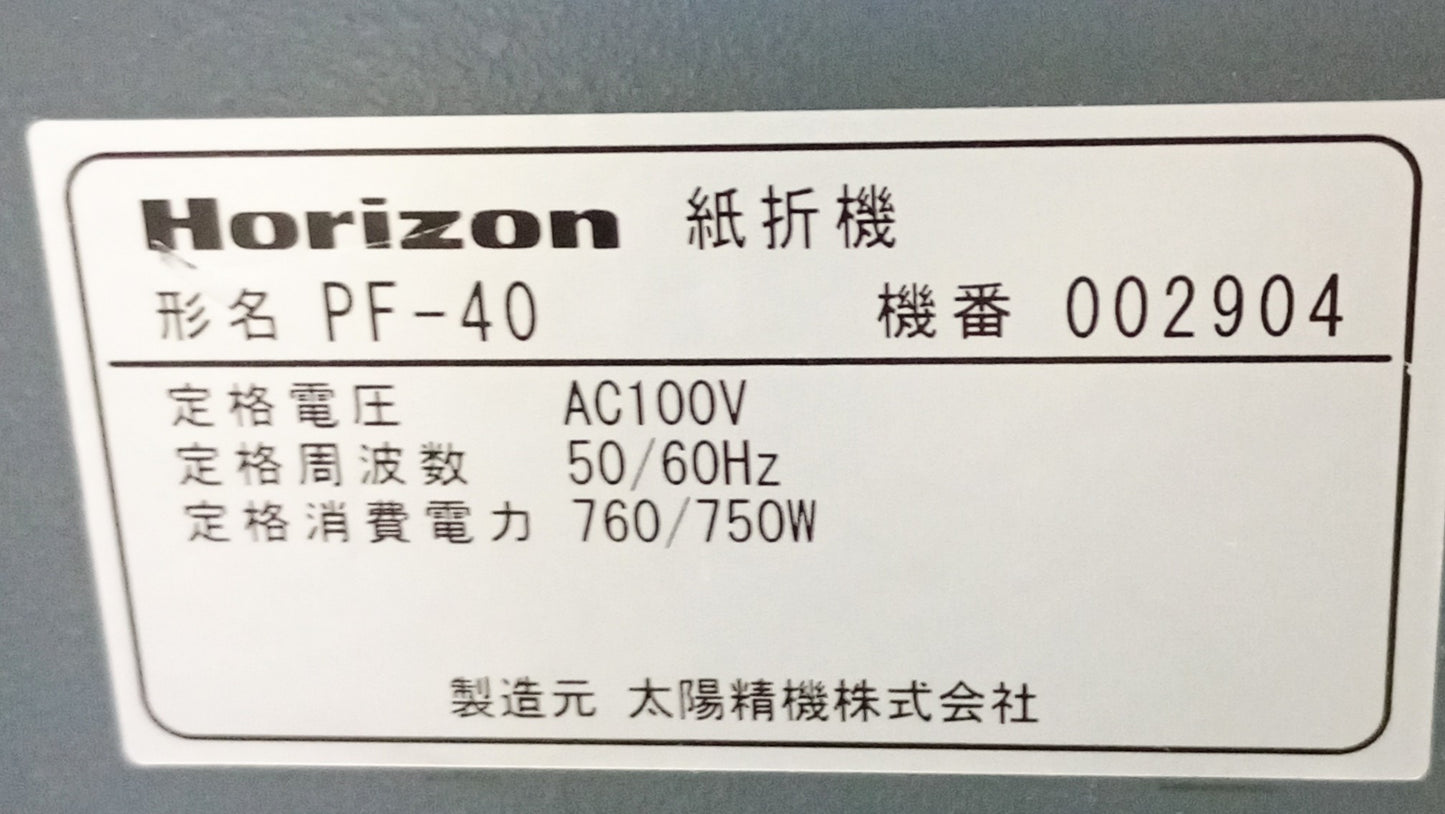 Horizon 紙折機
形名 PF-40 機番 002904
定格電圧 AC100V
定格周波数 50/60Hz
定格消費電力 760/750W
製造元 太陽精機株式会社